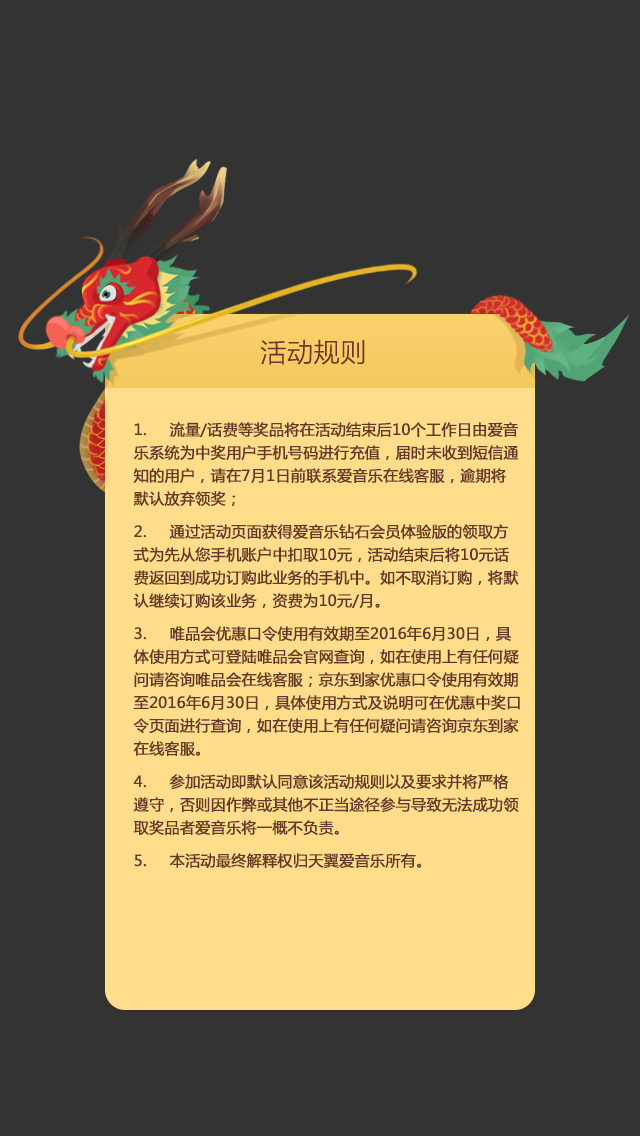 活动规则
1. 流量/话费等奖品将在活动结束后10个工作日由爱音
乐系统为中奖用户手机号码进行充值，届时未收到短信通
知的用户，请在7月1日前联系爱音乐在线客服，逾期将
默认放弃领奖；
2. 通过活动页面获得爱音乐钻石会员体验版的领取方
式为先从您手机账户中扣取10元，活动结束后将10元话
费返回到成功订购此业务的手机中。如不取消订购，将默
认继续订购该业务，资费为10元/月。
3. 唯品会优惠口令使用有效期至2016年6月30日，具
体使用方式可登陆唯品会官网查询，如在使用上有任何疑
问请咨询唯品会在线客服；京东到家优惠口令使用有效期
至2016年6月30日，具体使用方式及说明可在优惠中奖口
令页面进行查询，如在使用上有任何疑问请咨询京东到家
在线客服。
4. 参加活动即默认同意该活动规则以及要求并将严格
遵守，否则因作弊或其他不正当途径参与导致无法成功领
取奖品者爱音乐将一概不负责。
5. 本活动最终解释权归天翼爱音乐所有。